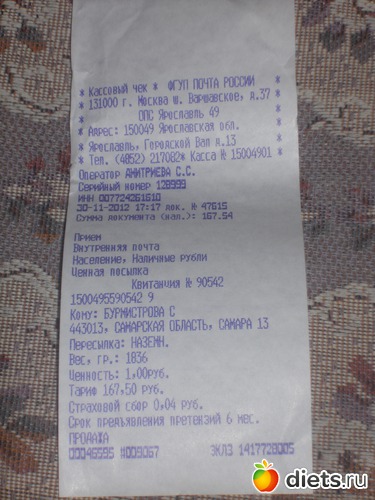 * Кассовый чек * ФГУП ПОЧТА РОССИИ *
* 131000 г. Москва ш. Варшавское, д.37 *
* ОПС Ярославль 49 *
* Адрес: 150049 Ярославская обл. *
* Ярославль, Городской Вал д.13 *
* Тел. (4852) 217082* Касса № 15004901 *
Оператор ДМИТРИЕВА С.С.
Серийный номер 128999
ИНН 007724261610
30-11-2012 17:17 док. № 47615
Сумма документа (нал.): 167.54
Прием
Внутренняя почта
Население, Наличные рубли
Ценная посылка
Квитанция № 90542
1500495590542 9
Кому: БУРМИСТРОВА С
443013, САМАРСКАЯ ОБЛАСТЬ, САМАРА 13
Пересылка: НАЗЕМН.
Вес, гр.: 1836
Ценность: 1,00руб.
Тариф 167,50 руб.
Страховой сбор 0,04 руб.
Срок предъявления претензий 6 мес.
ПРОДАЖА
00046595 #009067 ЭКЛЗ 1417728005
diets.ru